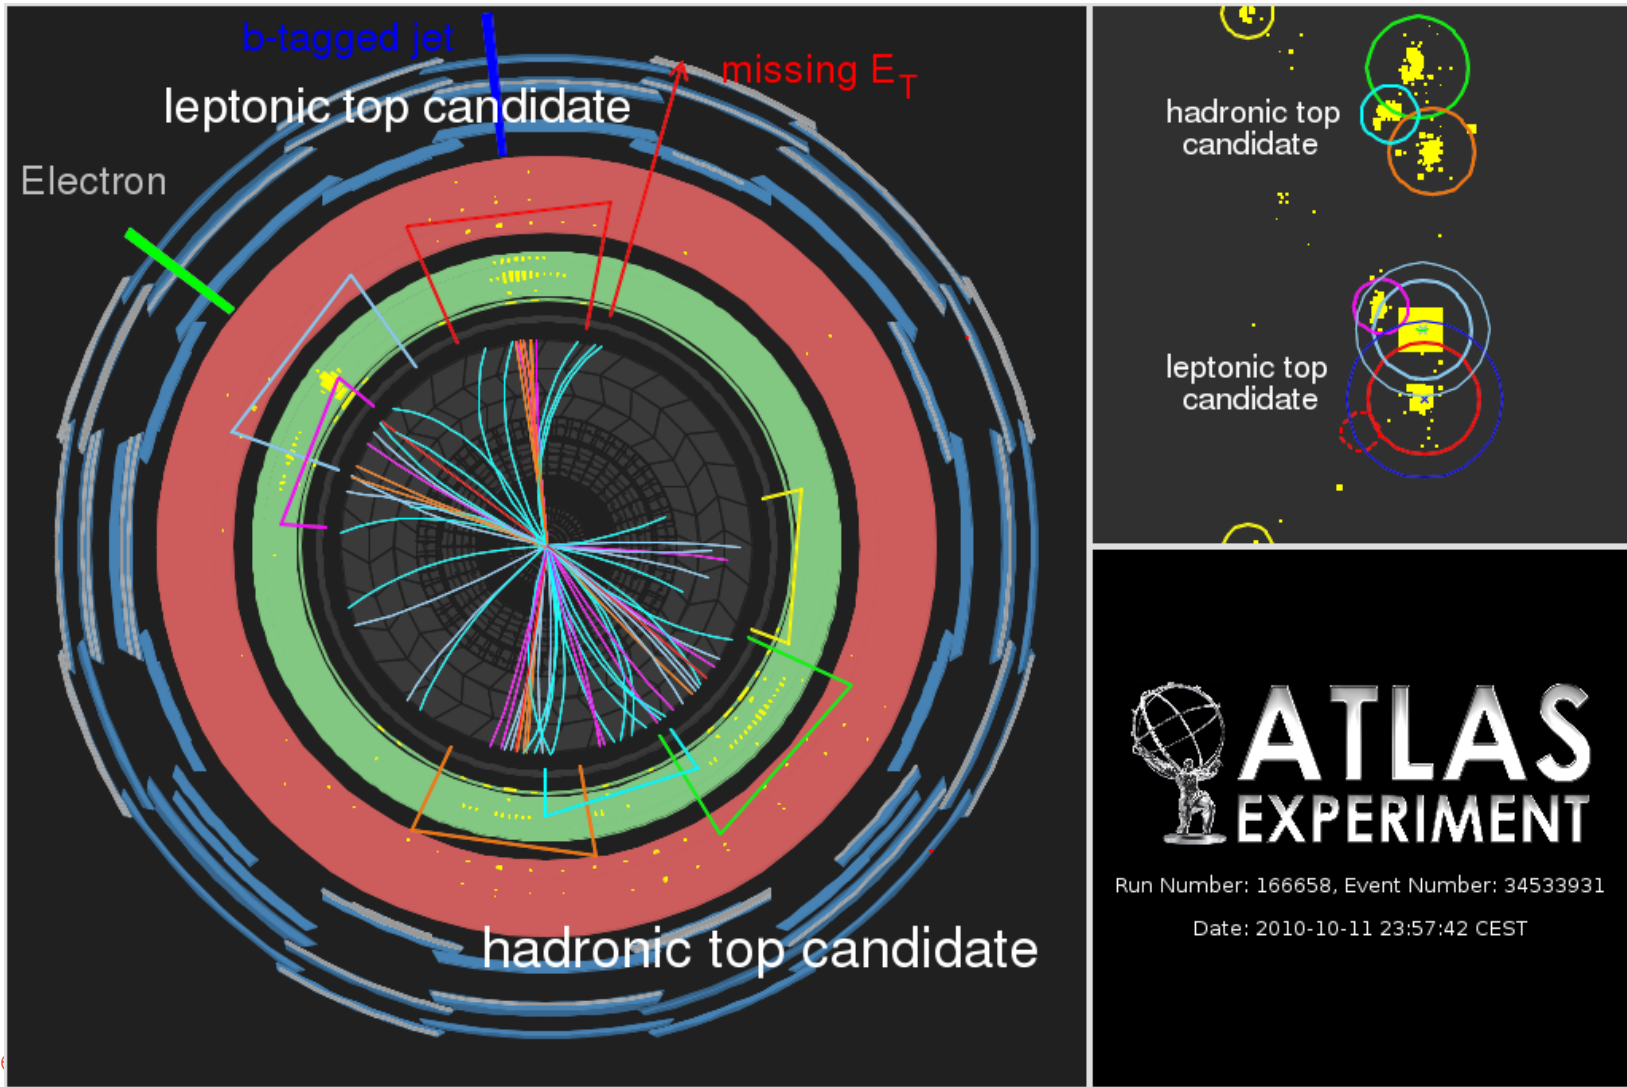 b-tagged jet
leptonic top candidate
missing E_T
Electron
hadronic top candidate
hadronic top
candidate
leptonic top
candidate
ATLAS
EXPERIMENT
Run Number: 166658, Event Number: 34533931
Date: 2010-10-11 23:57:42 CEST